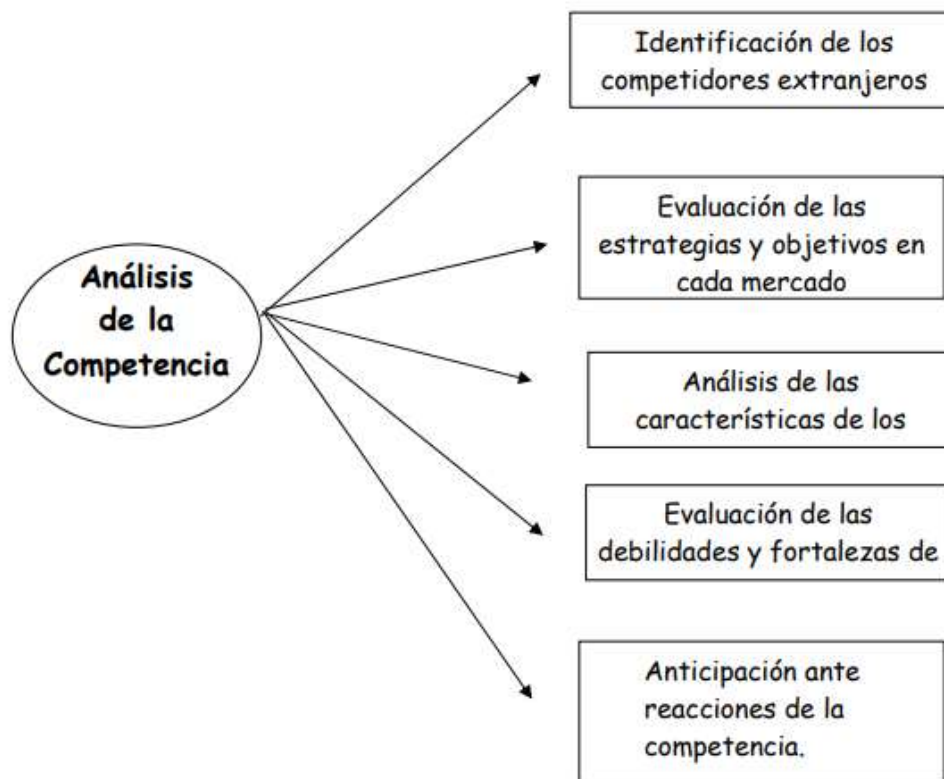 Análisis
de la
Competencia
Identificación de los
competidores extranjeros
Evaluación de las
estrategias y objetivos en
cada mercado
Análisis de las
características de los
Evaluación de las
debilidades y fortalezas de
Anticipación ante
reacciones de la
competencia.